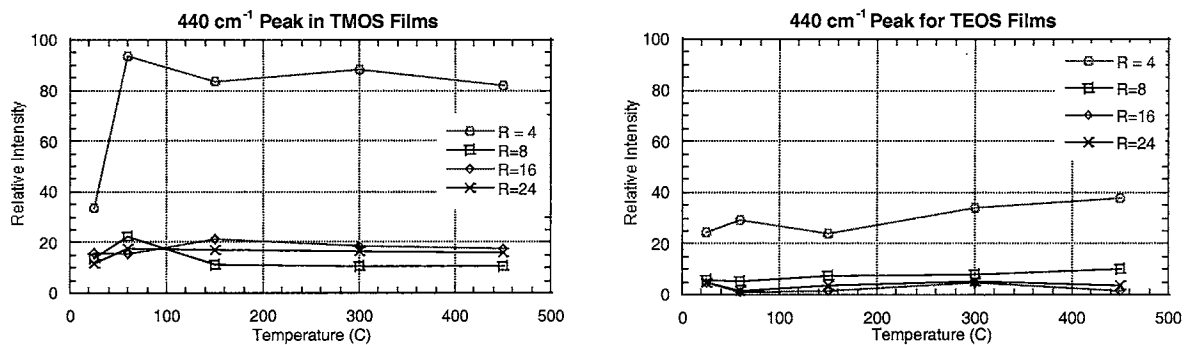 440 cm⁻¹ Peak in TMOS Films
Relative Intensity
100
80
60
40
20
0
R = 4
R=8
R=16
R=24
0 100 200 300 400 500
Temperature (C)
440 cm⁻¹ Peak for TEOS Films
Relative Intensity
100
80
60
40
20
0
R = 4
R=8
R=16
R=24
0 100 200 300 400 500
Temperature (C)